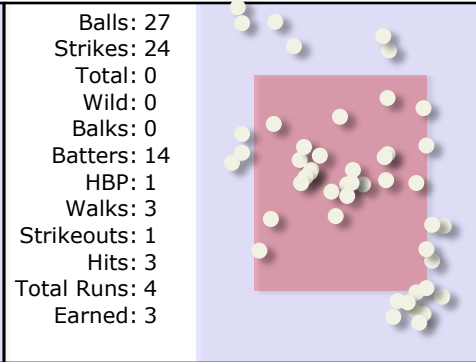 Balls: 27
Strikes: 24
Total: 0
Wild: 0
Balks: 0
Batters: 14
HBP: 1
Walks: 3
Strikeouts: 1
Hits: 3
Total Runs: 4
Earned: 3